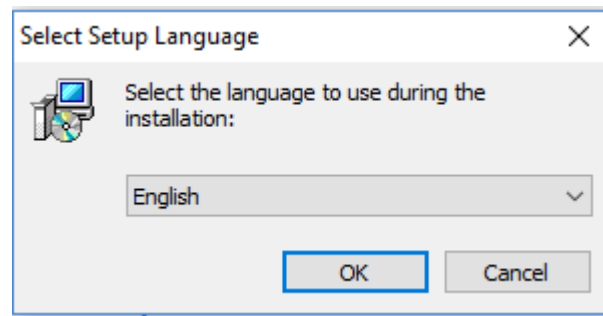 Select Setup Language
Select the language to use during the
installation:
English
OK
Cancel